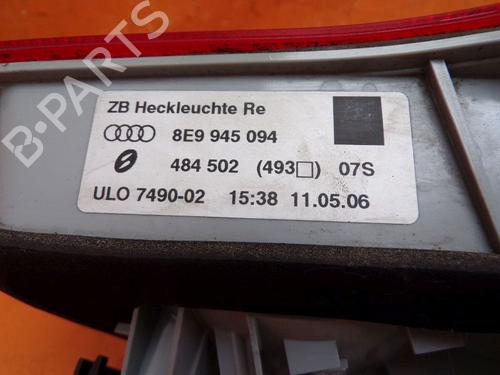 ZB Heckleuchte Re
8E9 945 094
484 502 (493□) 07S
ULO 7490-02 15:38 11.05.06
B-PARTS